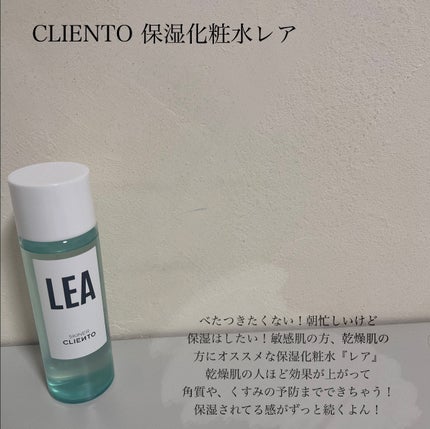 CLIENTO 保湿化粧水レア
LEA
SKINER
CLIENTO
べたつきたくない！朝忙しいけど
保湿はしたい！敏感肌の方、乾燥肌の
方にオススメな保湿化粧水『レア』
乾燥肌の人ほど効果が上がって
角質や、くすみの予防までできちゃう！
保湿されてる感がずっと続くよん！